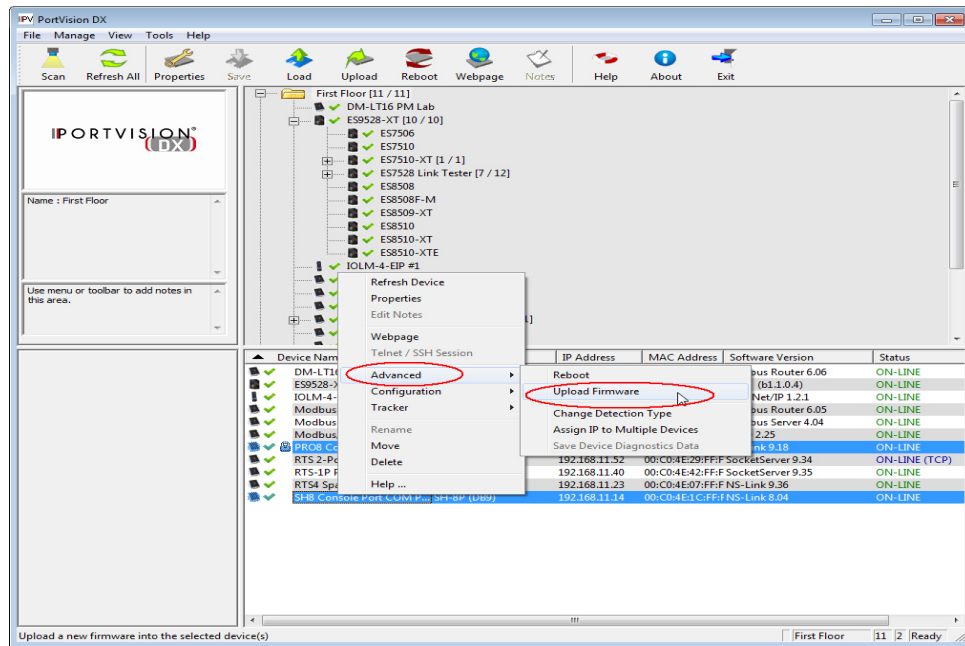 IPV PortVision DX
File Manage View Tools Help
Scan Refresh All Properties Save Load Upload Reboot Webpage Notes Help About Exit
PORTVISION®
(DX)
Name : First Floor
Use menu or toolbar to add notes in
this area.
First Floor [11 / 11]
DM-LT16 PM Lab
ES9528-XT [10 / 10]
ES7506
ES7510
ES7510-XT [1 / 1]
ES7528 Link Tester [7 / 12]
ES8508
ES8508F-M
ES8509-XT
ES8510
ES8510-XT
ES8510-XTE
IOLM-4-EIP #1
Refresh Device
Properties
Edit Notes
Webpage
Telnet / SSH Session
Advanced
Configuration
Tracker
Rename
Move
Delete
Help ...
Reboot
Upload Firmware
Change Detection Type
Assign IP to Multiple Devices
Save Device Diagnostics Data
Device Nam IP Address MAC Address Software Version Status
DM-LT16 bus Router 6.06 ON-LINE
ES9528-X (b1.1.0.4) ON-LINE
IOLM-4- Net/IP 1.2.1 ON-LINE
Modbus bus Router 6.05 ON-LINE
Modbus bus Server 4.04 ON-LINE
Modbus 2.25 ON-LINE
PRO8 Co nk 9.18 ON-LINE
RTS 2-Po 192.168.11.52 00:C0:4E:29:FF:F SocketServer 9.34 ON-LINE (TCP)
RTS-1P F 192.168.11.40 00:C0:4E:42:FF:F SocketServer 9.35 ON-LINE
RTS4 Spa 192.168.11.23 00:C0:4E:07:FF:F NS-Link 9.36 ON-LINE
SH8 Console Port COM P... SH-8P (DB9) 192.168.11.14 00:C0:4E:1C:FF:F NS-Link 8.04 ON-LINE
Upload a new firmware into the selected device(s) First Floor 11 2 Ready